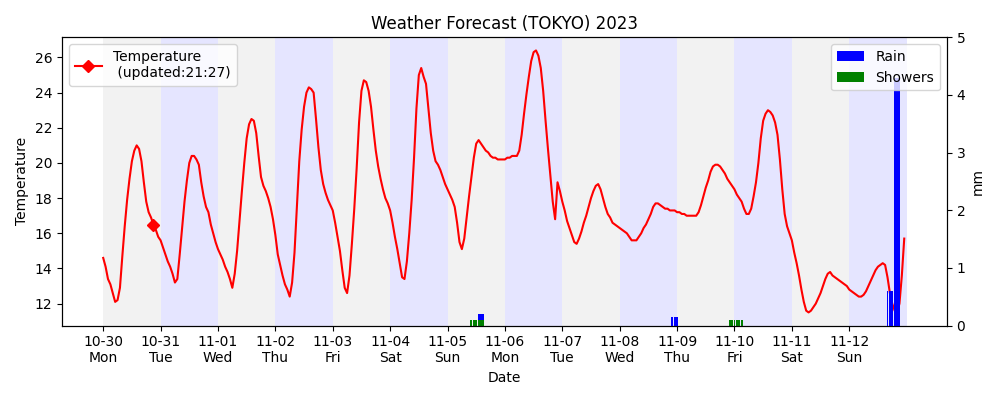 Weather Forecast (TOKYO) 2023
Temperature
(updated:21:27)
Rain
Showers
Temperature
26
24
22
20
18
16
14
12
5
4
3
2
1
0
mm
10-30 10-31 11-01 11-02 11-03 11-04 11-05 11-06 11-07 11-08 11-09 11-10 11-11 11-12
Mon Tue Wed Thu Fri Sat Sun Mon Tue Wed Thu Fri Sat Sun
Date